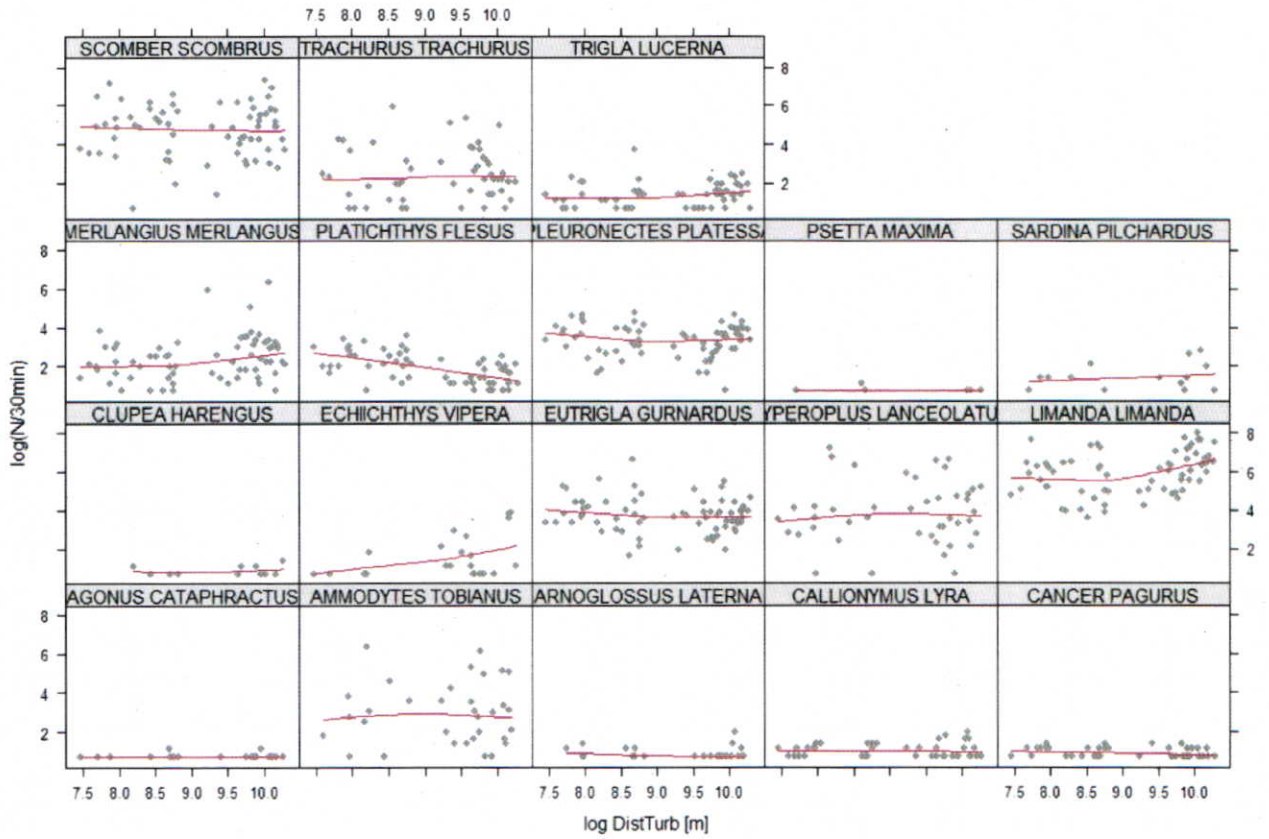 7.5 8.0 8.5 9.0 9.5 10.0
SCOMBER SCOMBRUS TRACHURUS TRACHURUS TRIGLA LUCERNA
8
6
4
2
MERLANGIUS MERLANGUS PLATICHTHYS FLESUS PLEURONECTES PLATESSA PSETTA MAXIMA SARDINA PILCHARDUS
8
6
4
2
log(N/30min)
CLUPEA HARENGUS ECHIICHTHYS VIPERA EUTRIGLA GURNARDUS YPEROPLUS LANCEOLATU LIMANDA LIMANDA
8
6
4
2
AGONUS CATAPHRACTUS AMMODYTES TOBIANUS ARNOGLOSSUS LATERNA CALLIONYMUS LYRA CANCER PAGURUS
8
6
4
2
7.5 8.0 8.5 9.0 9.5 10.0 7.5 8.0 8.5 9.0 9.5 10.0 7.5 8.0 8.5 9.0 9.5 10.0
log DistTurb [m]